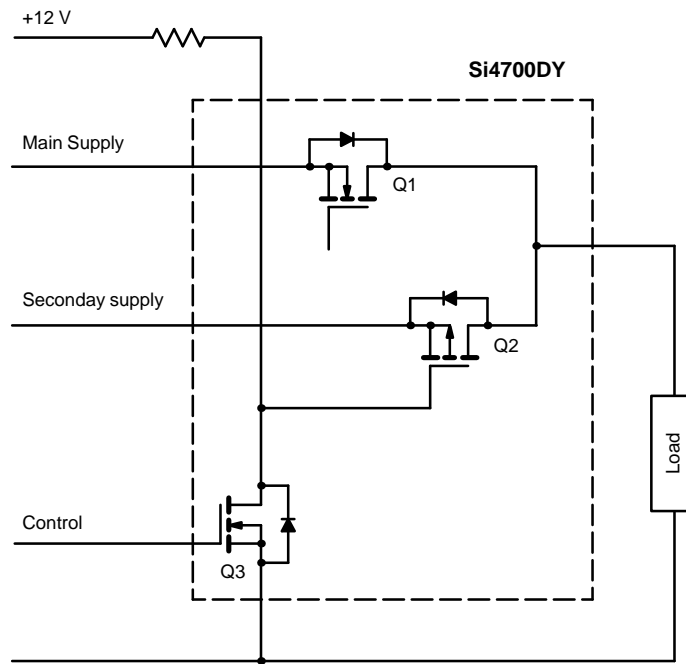 +12 V
Si4700DY
Main Supply
Q1
Seconday supply
Q2
Load
Control
Q3